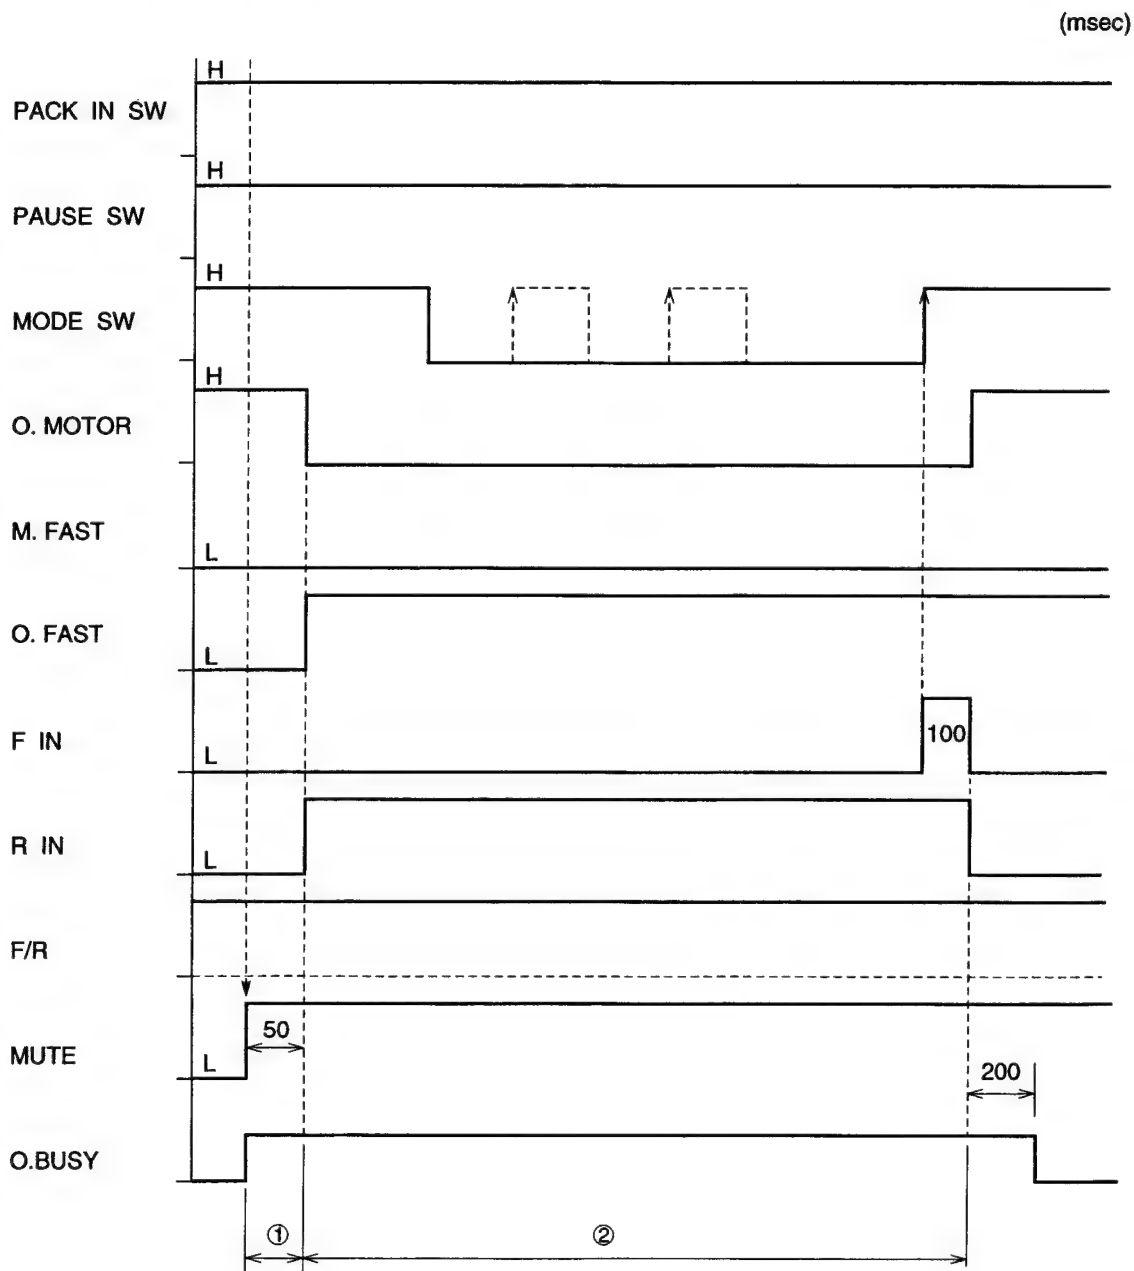 (msec)
H
PACK IN SW
H
PAUSE SW
H
MODE SW
H
O. MOTOR
M. FAST
L
O. FAST
L
F IN
100
L
R IN
L
F/R
50
MUTE
L
200
O.BUSY
① ②